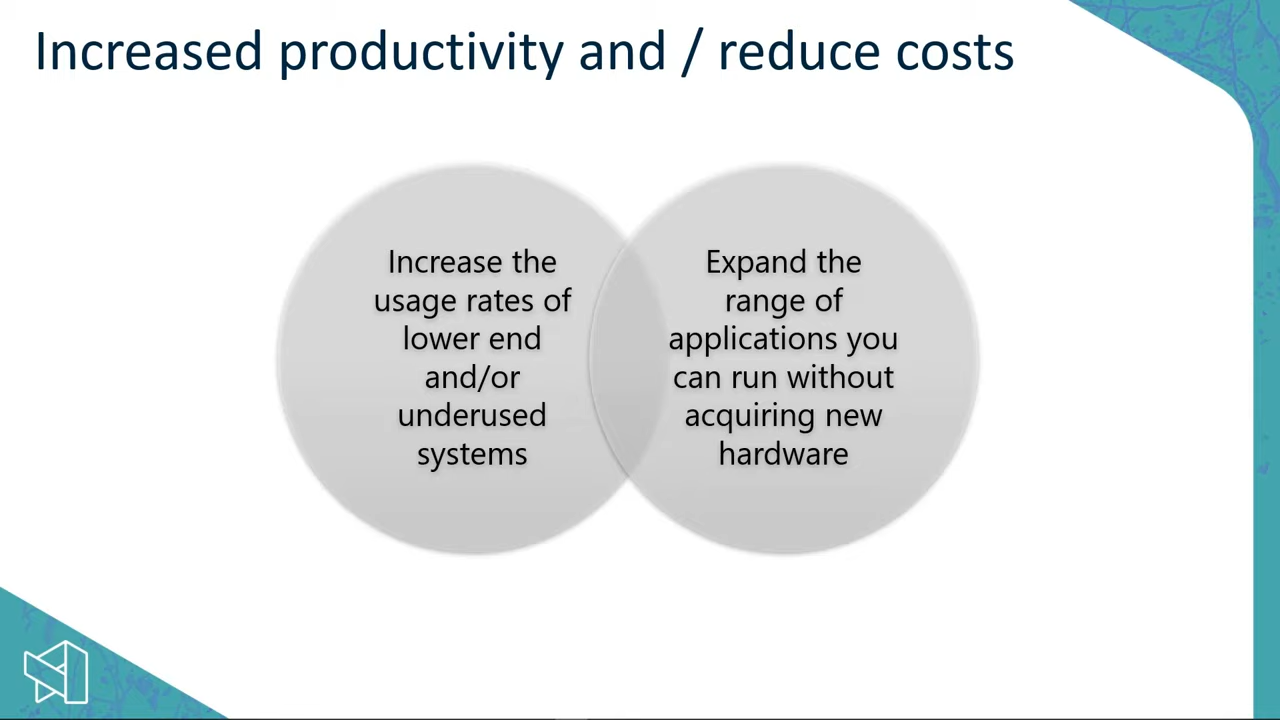 Increased productivity and / reduce costs
Increase the
usage rates of
lower end
and/or
underused
systems
Expand the
range of
applications you
can run without
acquiring new
hardware